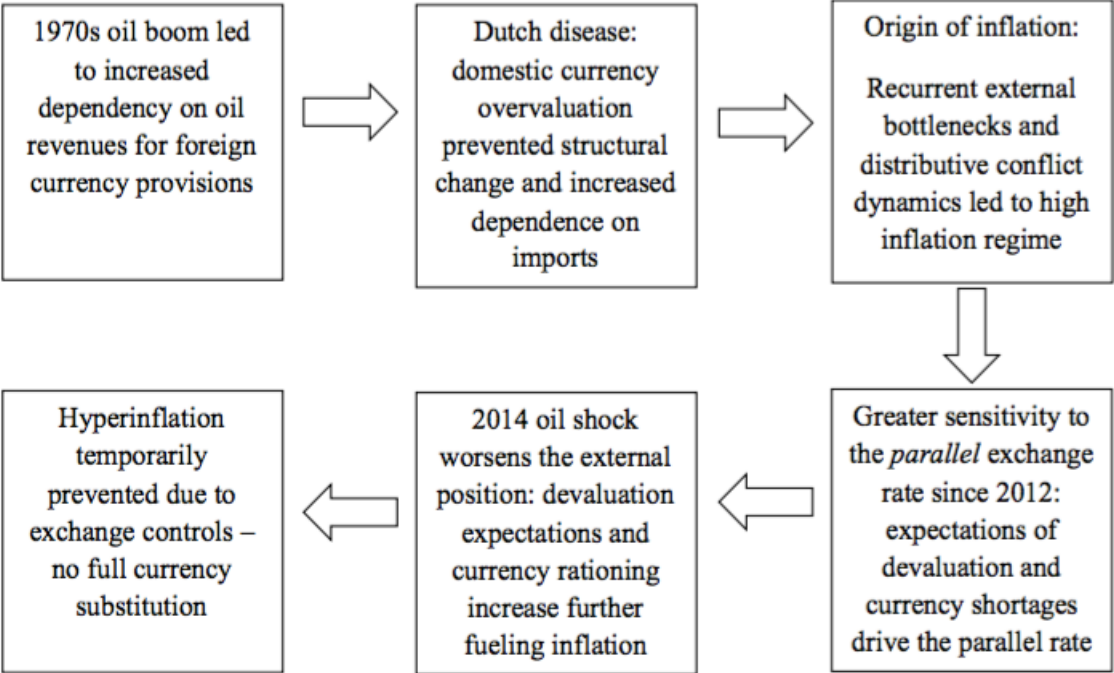 1970s oil boom led
to increased
dependency on oil
revenues for foreign
currency provisions
Dutch disease:
domestic currency
overvaluation
prevented structural
change and increased
dependence on
imports
Origin of inflation:
Recurrent external
bottlenecks and
distributive conflict
dynamics led to high
inflation regime
Greater sensitivity to
the parallel exchange
rate since 2012:
expectations of
devaluation and
currency shortages
drive the parallel rate
2014 oil shock
worsens the external
position: devaluation
expectations and
currency rationing
increase further
fueling inflation
Hyperinflation
temporarily
prevented due to
exchange controls –
no full currency
substitution